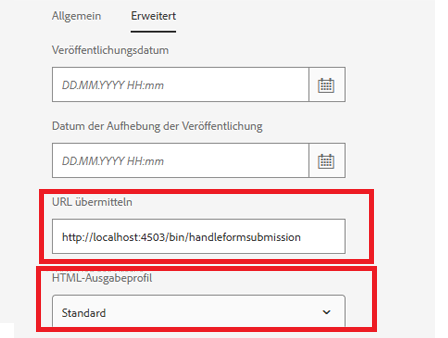 Allgemein Erweitert
Veröffentlichungsdatum
DD.MM.YYYY HH:mm
Datum der Aufhebung der Veröffentlichung
DD.MM.YYYY HH:mm
URL übermitteln
http://localhost:4503/bin/handleformsubmission
HTML-Ausgabeprofil
Standard